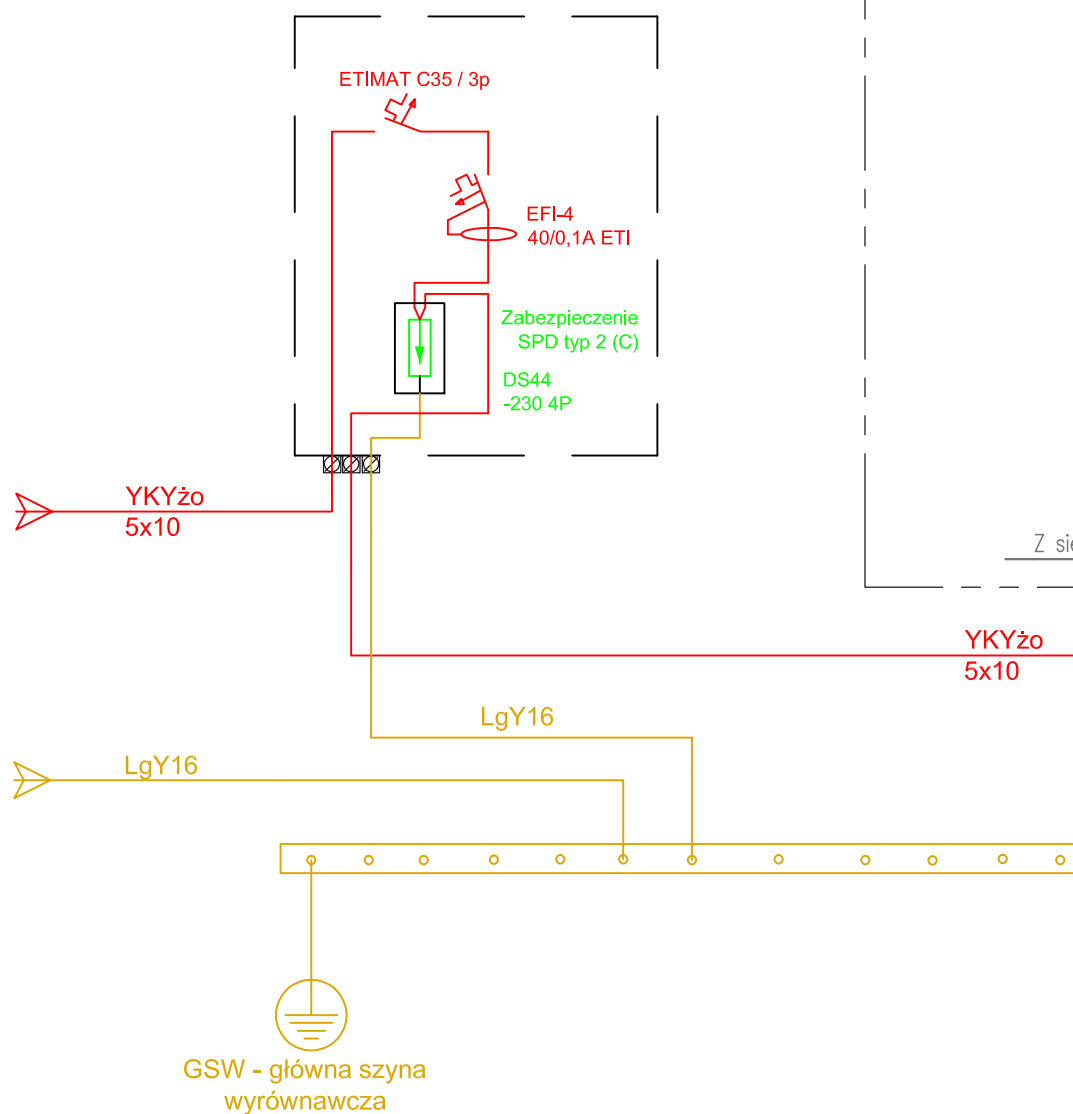 ETIMAT C35 / 3p
EFI-4
40/0,1A ETI
Zabezpieczenie
SPD typ 2 (C)
DS44
-230 4P
YKYżo
5x10
Z sie
YKYżo
5x10
LgY16
LgY16
GSW - główna szyna
wyrównawcza